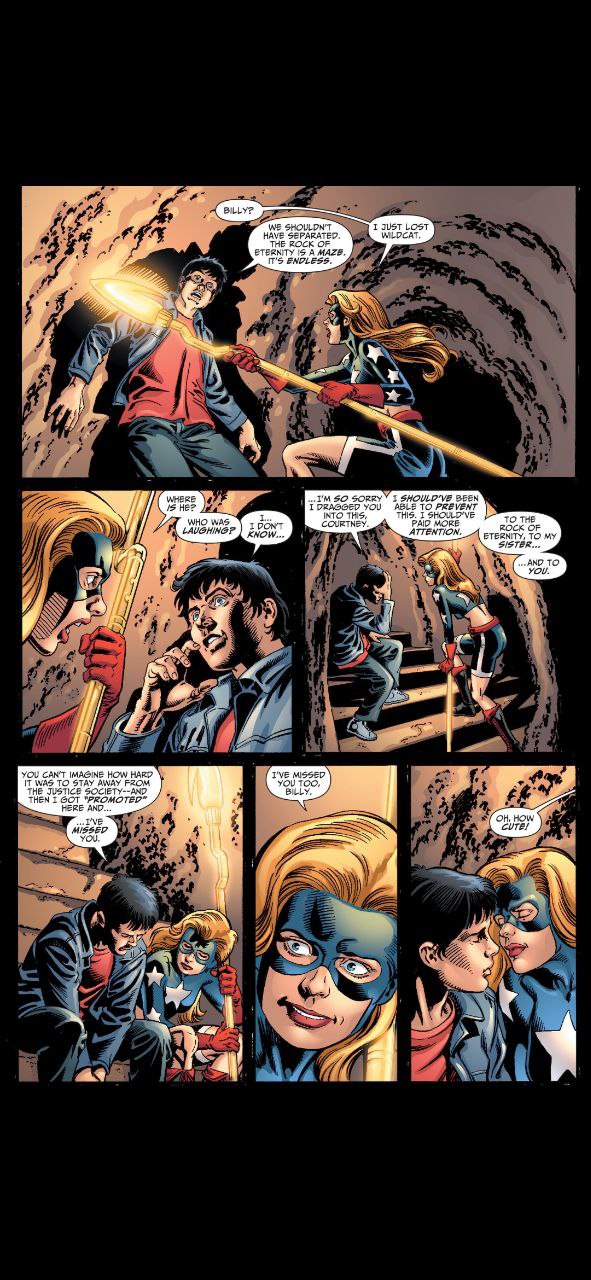 BILLY?
WE SHOULDN'T
HAVE SEPARATED.
THE ROCK OF
ETERNITY IS A MAZE.
IT'S ENDLESS.
I JUST LOST
WILDCAT.
WHERE
IS HE?
WHO WAS
LAUGHING?
I...
I DON'T
KNOW...
...I'M SO SORRY
I DRAGGED YOU
INTO THIS,
COURTNEY.
I SHOULD'VE BEEN
ABLE TO PREVENT
THIS. I SHOULD'VE
PAID MORE
ATTENTION.
TO THE
ROCK OF
ETERNITY, TO MY
SISTER...
...AND TO
YOU.
YOU CAN'T IMAGINE HOW HARD
IT WAS TO STAY AWAY FROM
THE JUSTICE SOCIETY--AND
THEN I GOT "PROMOTED"
HERE AND...
...I'VE
MISSED
YOU.
I'VE MISSED
YOU TOO,
BILLY.
OH, HOW
CUTE!